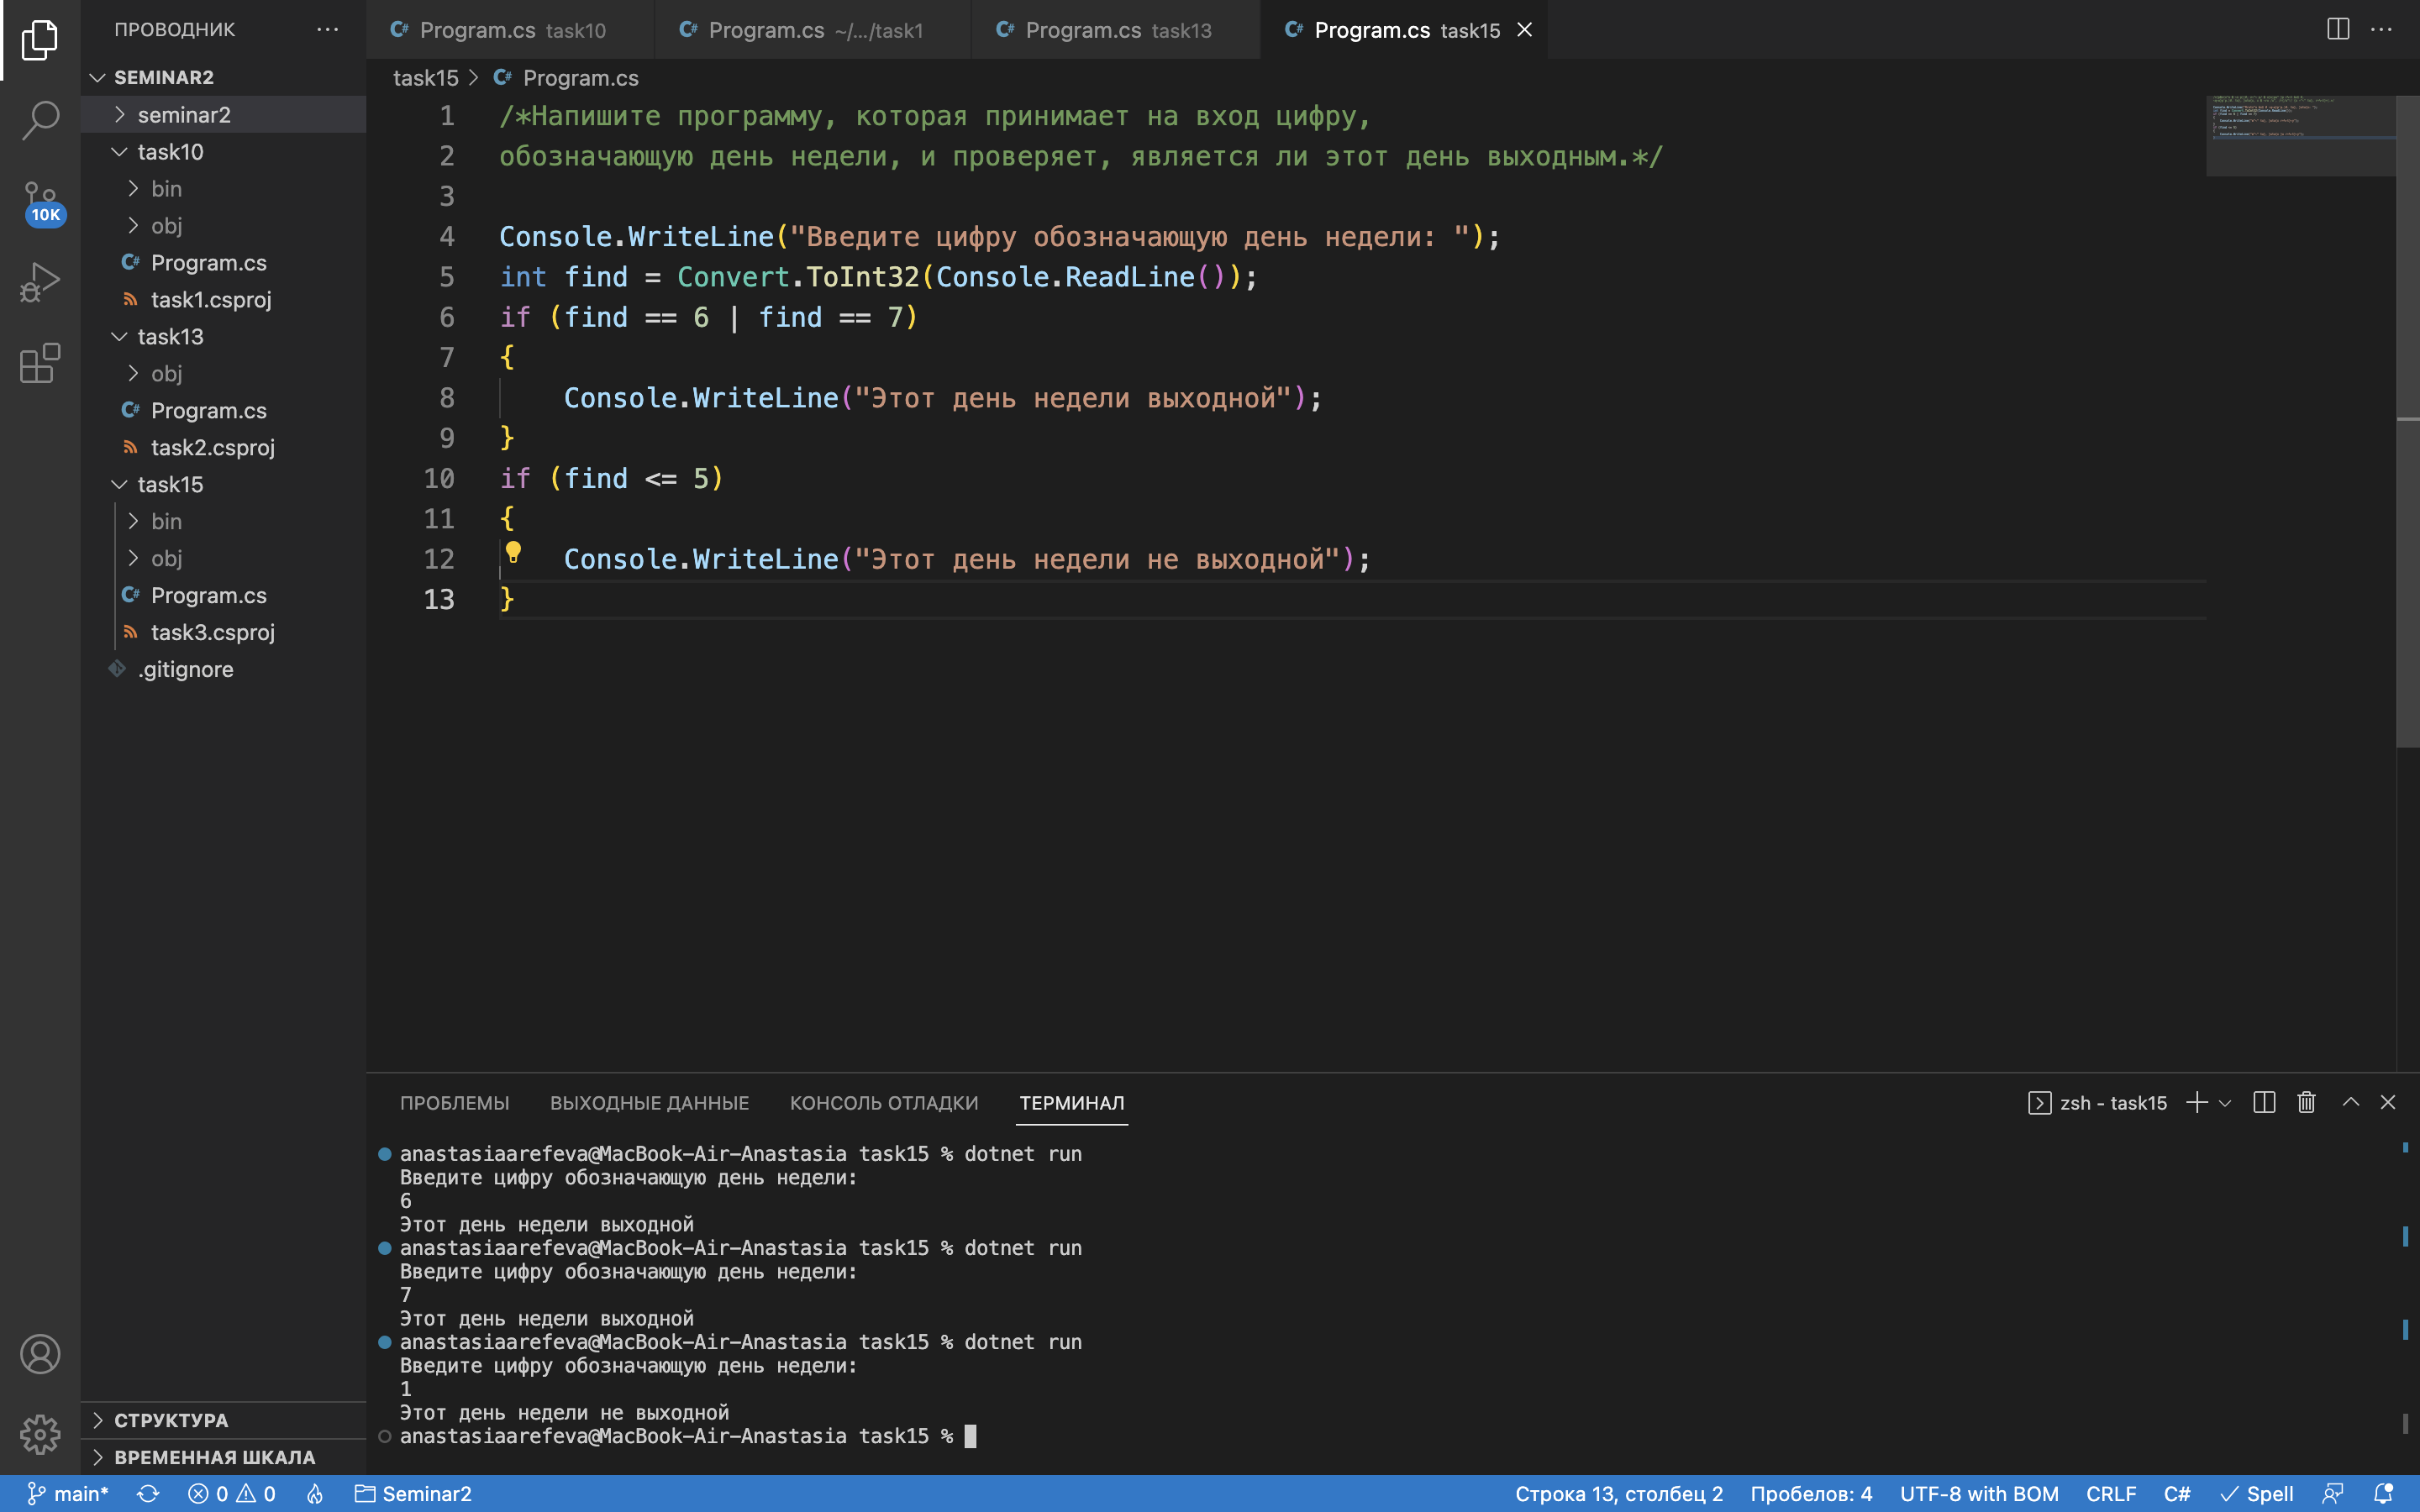 ПРОВОДНИК
SEMINAR2
seminar2
task10
bin
obj
Program.cs
task1.csproj
task13
obj
Program.cs
task2.csproj
task15
bin
obj
Program.cs
task3.csproj
.gitignore
СТРУКТУРА
ВРЕМЕННАЯ ШКАЛА
10K
Program.cs task10
Program.cs ~/.../task1
Program.cs task13
Program.cs task15
task15 > Program.cs
1 /*Напишите программу, которая принимает на вход цифру,
2 обозначающую день недели, и проверяет, является ли этот день выходным.*/
3
4 Console.WriteLine("Введите цифру обозначающую день недели: ");
5 int find = Convert.ToInt32(Console.ReadLine());
6 if (find == 6 | find == 7)
7 {
8 Console.WriteLine("Этот день недели выходной");
9 }
10 if (find <= 5)
11 {
12 Console.WriteLine("Этот день недели не выходной");
13 }
ПРОБЛЕМЫ ВЫХОДНЫЕ ДАННЫЕ КОНСОЛЬ ОТЛАДКИ ТЕРМИНАЛ
zsh - task15
anastasiaarefeva@MacBook-Air-Anastasia task15 % dotnet run
Введите цифру обозначающую день недели:
6
Этот день недели выходной
anastasiaarefeva@MacBook-Air-Anastasia task15 % dotnet run
Введите цифру обозначающую день недели:
7
Этот день недели выходной
anastasiaarefeva@MacBook-Air-Anastasia task15 % dotnet run
Введите цифру обозначающую день недели:
1
Этот день недели не выходной
anastasiaarefeva@MacBook-Air-Anastasia task15 %
main* 0 0 Seminar2 Строка 13, столбец 2 Пробелов: 4 UTF-8 with BOM CRLF C# Spell